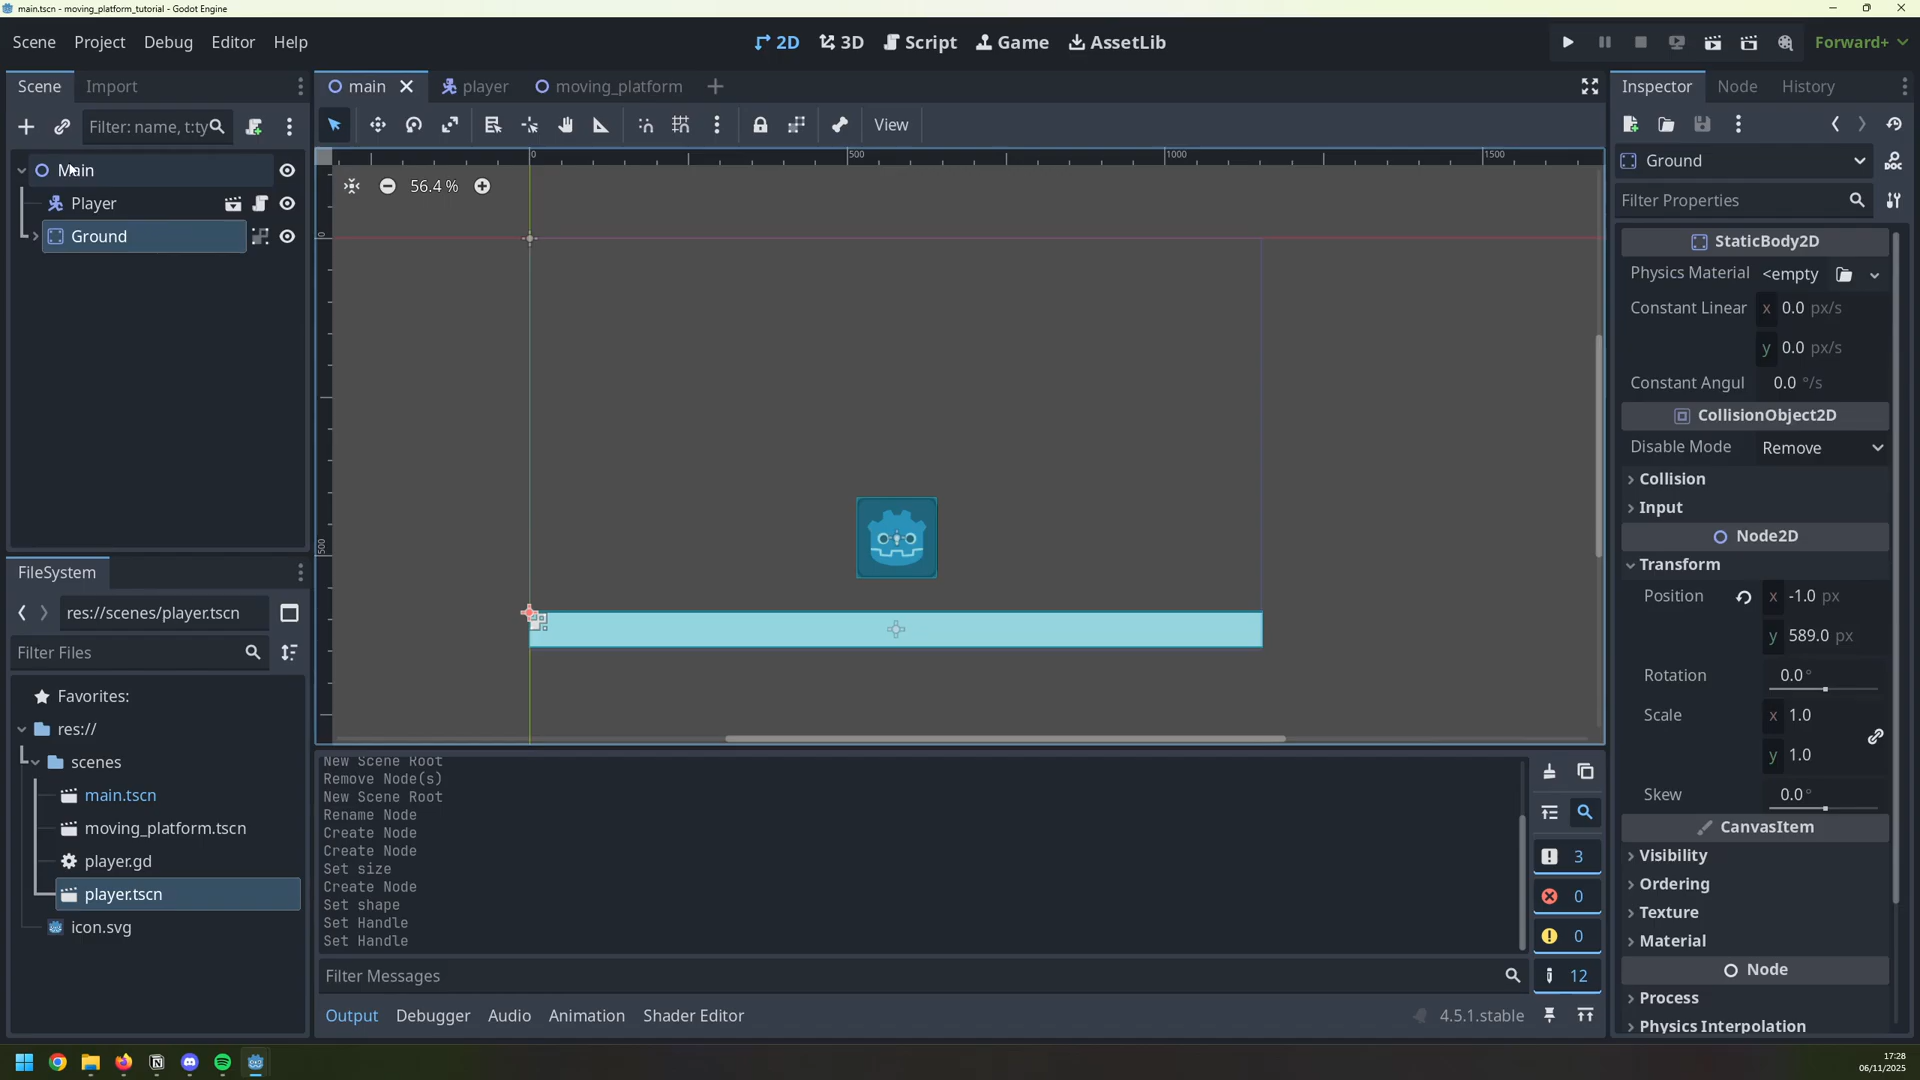 main.tscn - moving_platform_tutorial - Godot Engine
Scene Project Debug Editor Help
2D 3D Script Game AssetLib
Forward+
Scene Import
main player moving_platform
Inspector Node History
Filter: name, t:ty
View
Main
Player
Ground
56.4 %
0 500 1000 1500
0
500
Ground
Filter Properties
StaticBody2D
Physics Material <empty
Constant Linear x 0.0 px/s
y 0.0 px/s
Constant Angul 0.0 °/s
CollisionObject2D
Disable Mode Remove
Collision
Input
Node2D
Transform
Position x -1.0 px
y 589.0 px
Rotation 0.0 °
Scale x 1.0
y 1.0
Skew 0.0 °
CanvasItem
Visibility
Ordering
Texture
Material
Node
Process
Physics Interpolation
FileSystem
res://scenes/player.tscn
Filter Files
Favorites:
res://
scenes
main.tscn
moving_platform.tscn
player.gd
player.tscn
icon.svg
New Scene Root
Remove Node(s)
New Scene Root
Rename Node
Create Node
Create Node
Set size
Create Node
Set shape
Set Handle
Set Handle
3
0
0
12
Filter Messages
Output Debugger Audio Animation Shader Editor
4.5.1.stable
17:28
06/11/2025